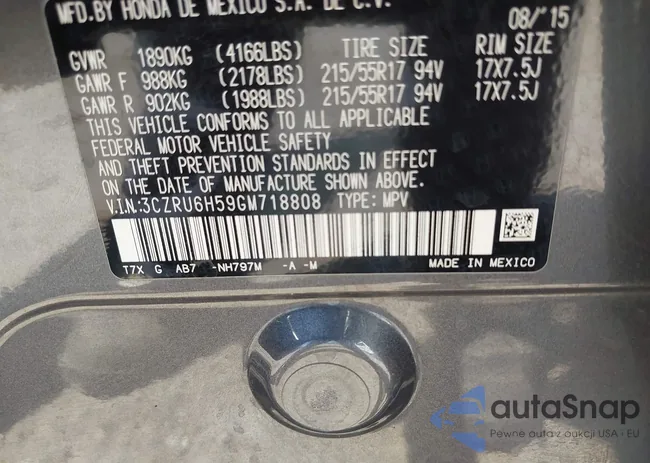 MFD.BY HONDA DE MEXICO S.A. DE C.V. 08/'15
GVWR 1890KG (4166LBS) TIRE SIZE RIM SIZE
GAWR F 988KG (2178LBS) 215/55R17 94V 17X7.5J
GAWR R 902KG (1988LBS) 215/55R17 94V 17X7.5J
THIS VEHICLE CONFORMS TO ALL APPLICABLE
FEDERAL MOTOR VEHICLE SAFETY
AND THEFT PREVENTION STANDARDS IN EFFECT
ON THE DATE OF MANUFACTURE SHOWN ABOVE.
V.I.N:3CZRU6H59GM718808 TYPE: MPV
T7X G AB7 -NH797M -A -M MADE IN MEXICO
autaSnap
Pewne auta z aukcji USA i EU